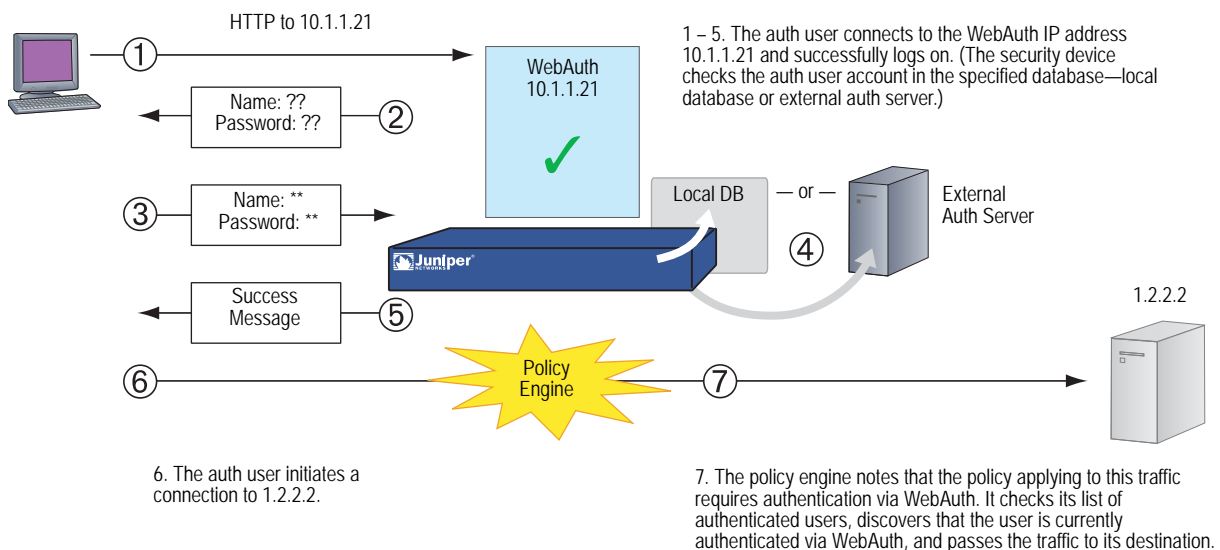 HTTP to 10.1.1.21
1
1 – 5. The auth user connects to the WebAuth IP address
10.1.1.21 and successfully logs on. (The security device
checks the auth user account in the specified database—local
database or external auth server.)
WebAuth
10.1.1.21
Name: ??
Password: ??
2
3
Name: **
Password: **
Local DB
— or —
External
Auth Server
4
Juniper®
NETWORKS
Success
Message
5
1.2.2.2
6
Policy
Engine
7
6. The auth user initiates a
connection to 1.2.2.2.
7. The policy engine notes that the policy applying to this traffic
requires authentication via WebAuth. It checks its list of
authenticated users, discovers that the user is currently
authenticated via WebAuth, and passes the traffic to its destination.